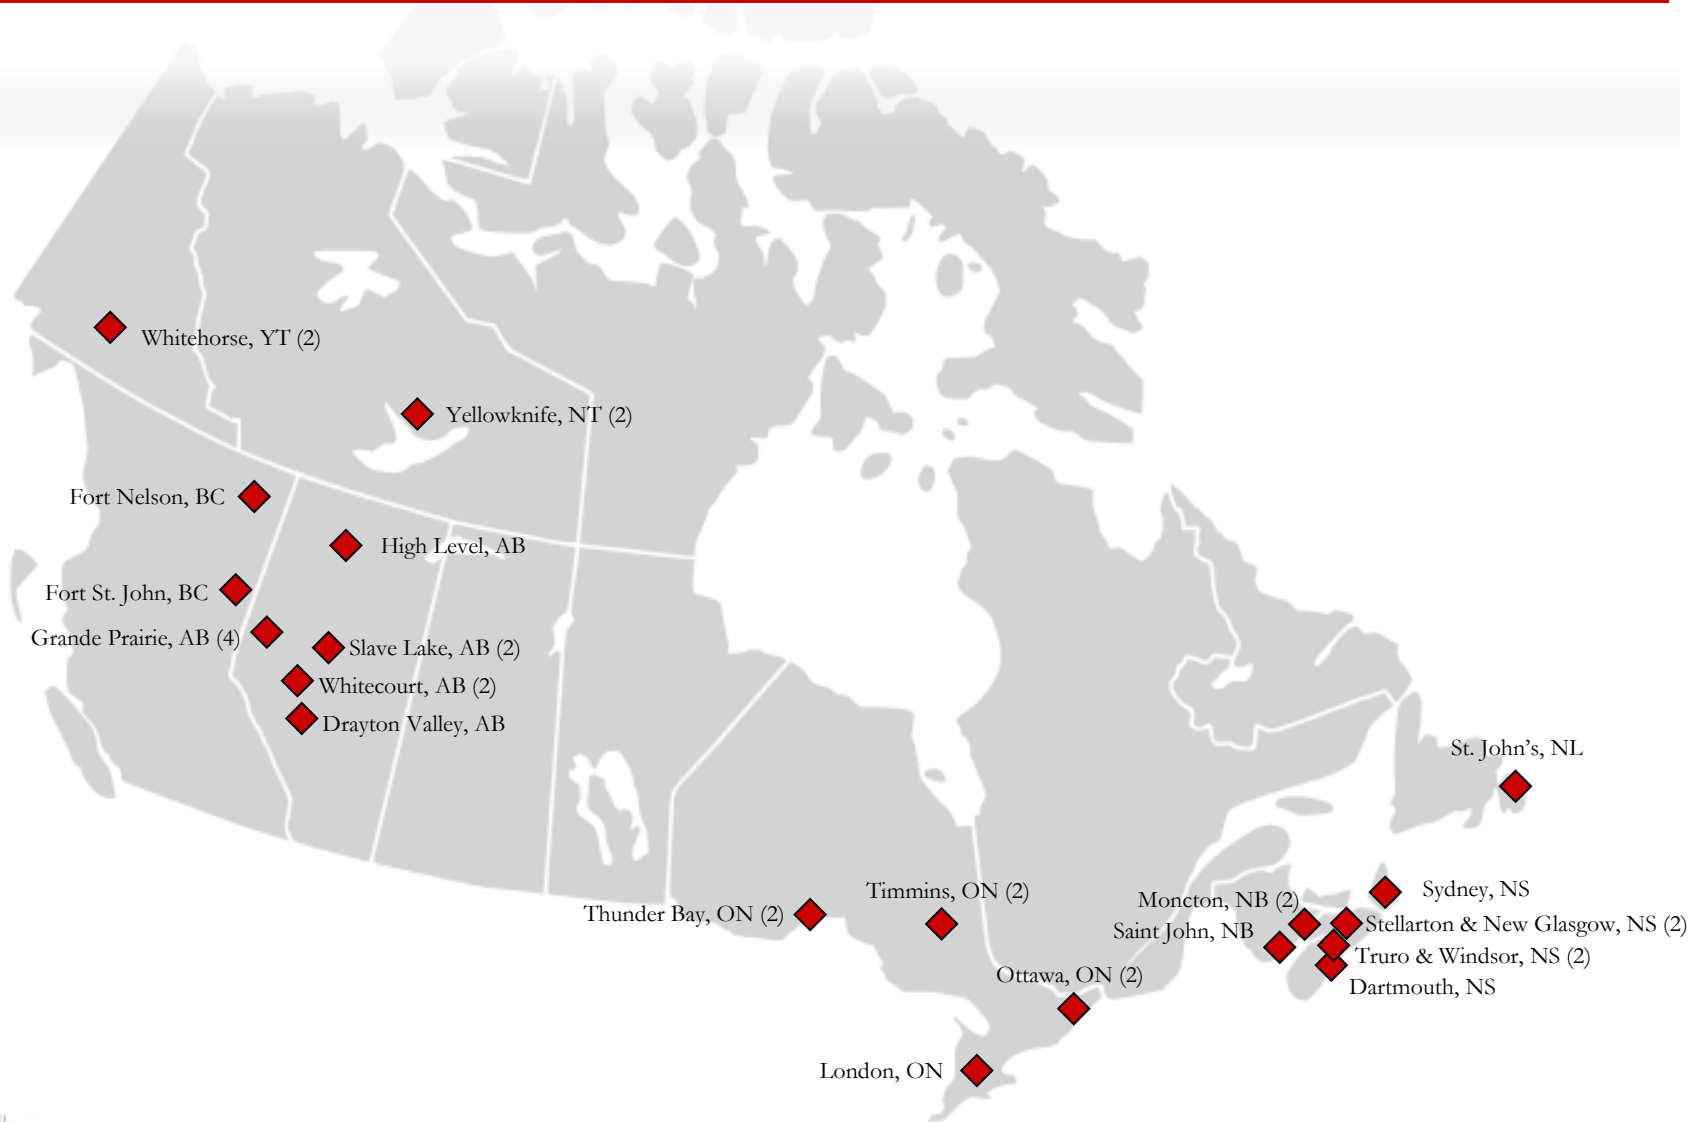 Whitehorse, YT (2)
Yellowknife, NT (2)
Fort Nelson, BC
High Level, AB
Fort St. John, BC
Grande Prairie, AB (4)
Slave Lake, AB (2)
Whitecourt, AB (2)
Drayton Valley, AB
St. John’s, NL
Timmins, ON (2)
Thunder Bay, ON (2)
Moncton, NB (2)
Sydney, NS
Saint John, NB
Stellarton & New Glasgow, NS (2)
Truro & Windsor, NS (2)
Ottawa, ON (2)
Dartmouth, NS
London, ON